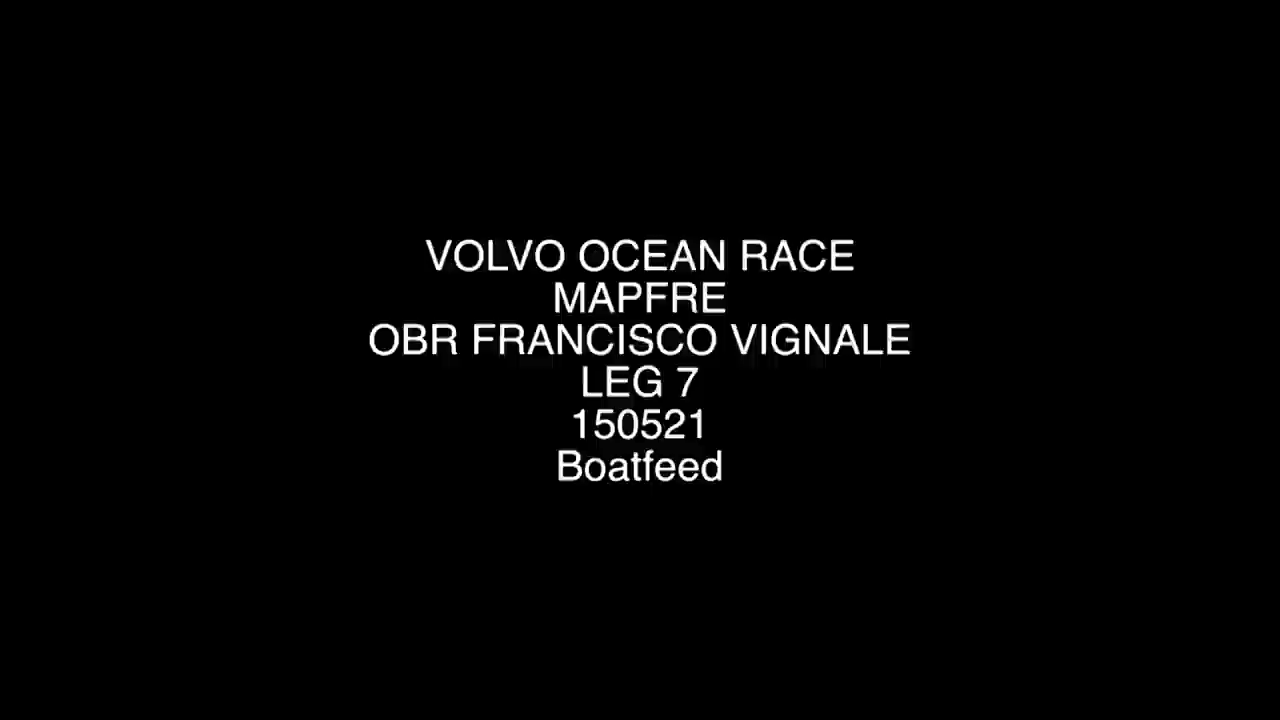 VOLVO OCEAN RACE
MAPFRE
OBR FRANCISCO VIGNALE
LEG 7
150521
Boatfeed